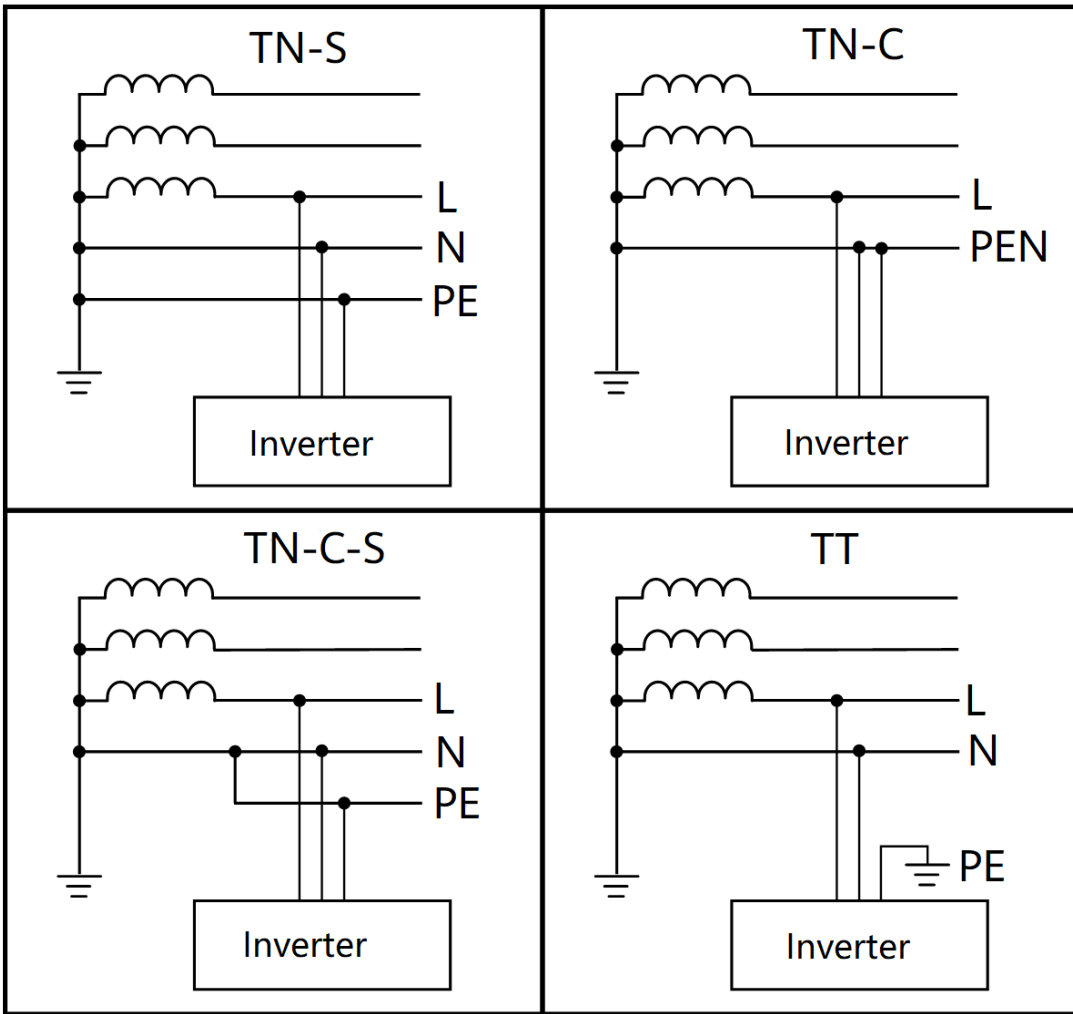 TN-S
L
N
PE
Inverter
TN-C
L
PEN
Inverter
TN-C-S
L
N
PE
Inverter
TT
L
N
PE
Inverter